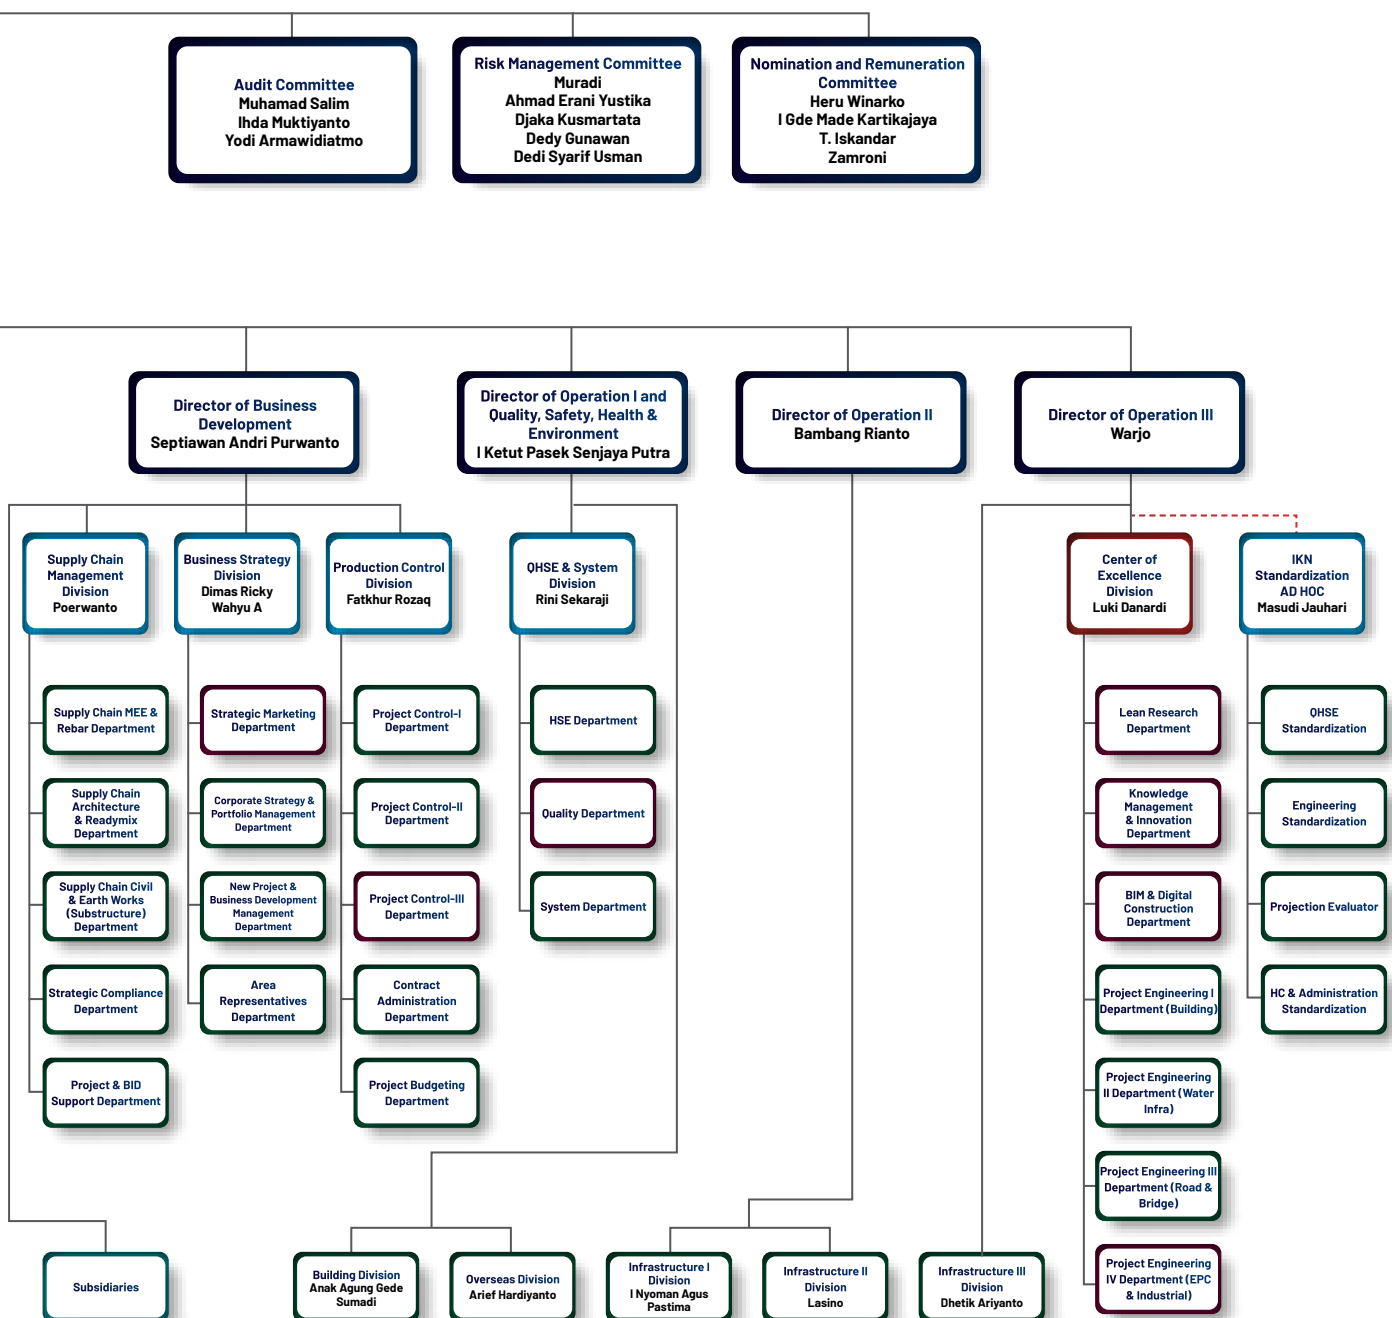 Audit Committee
Muhamad Salim
Ihda Muktiyanto
Yodi Armawidiatmo
Risk Management Committee
Muradi
Ahmad Erani Yustika
Djaka Kusmartata
Dedy Gunawan
Dedi Syarif Usman
Nomination and Remuneration
Committee
Heru Winarko
I Gde Made Kartikajaya
T. Iskandar
Zamroni
Director of Business
Development
Septiawan Andri Purwanto
Director of Operation I and
Quality, Safety, Health &
Environment
I Ketut Pasek Senjaya Putra
Director of Operation II
Bambang Rianto
Director of Operation III
Warjo
Supply Chain
Management
Division
Poerwanto
Business Strategy
Division
Dimas Ricky
Wahyu A
Production Control
Division
Fatkhur Rozaq
QHSE & System
Division
Rini Sekaraji
Center of
Excellence
Division
Luki Danardi
IKN
Standardization
AD HOC
Masudi Jauhari
Supply Chain MEE &
Rebar Department
Supply Chain
Architecture
& Readymix
Department
Supply Chain Civil
& Earth Works
(Substructure)
Department
Strategic Compliance
Department
Project & BID
Support Department
Strategic Marketing
Department
Corporate Strategy &
Portfolio Management
Department
New Project &
Business Development
Management
Department
Area
Representatives
Department
Project Control-I
Department
Project Control-II
Department
Project Control-III
Department
Contract
Administration
Department
Project Budgeting
Department
HSE Department
Quality Department
System Department
Lean Research
Department
Knowledge
Management
& Innovation
Department
BIM & Digital
Construction
Department
Project Engineering I
Department (Building)
Project Engineering
II Department (Water
Infra)
Project Engineering III
Department (Road &
Bridge)
Project Engineering
IV Department (EPC
& Industrial)
QHSE
Standardization
Engineering
Standardization
Projection Evaluator
HC & Administration
Standardization
Subsidiaries
Building Division
Anak Agung Gede
Sumadi
Overseas Division
Arief Hardiyanto
Infrastructure I
Division
I Nyoman Agus
Pastima
Infrastructure II
Division
Lasino
Infrastructure III
Division
Dhetik Ariyanto